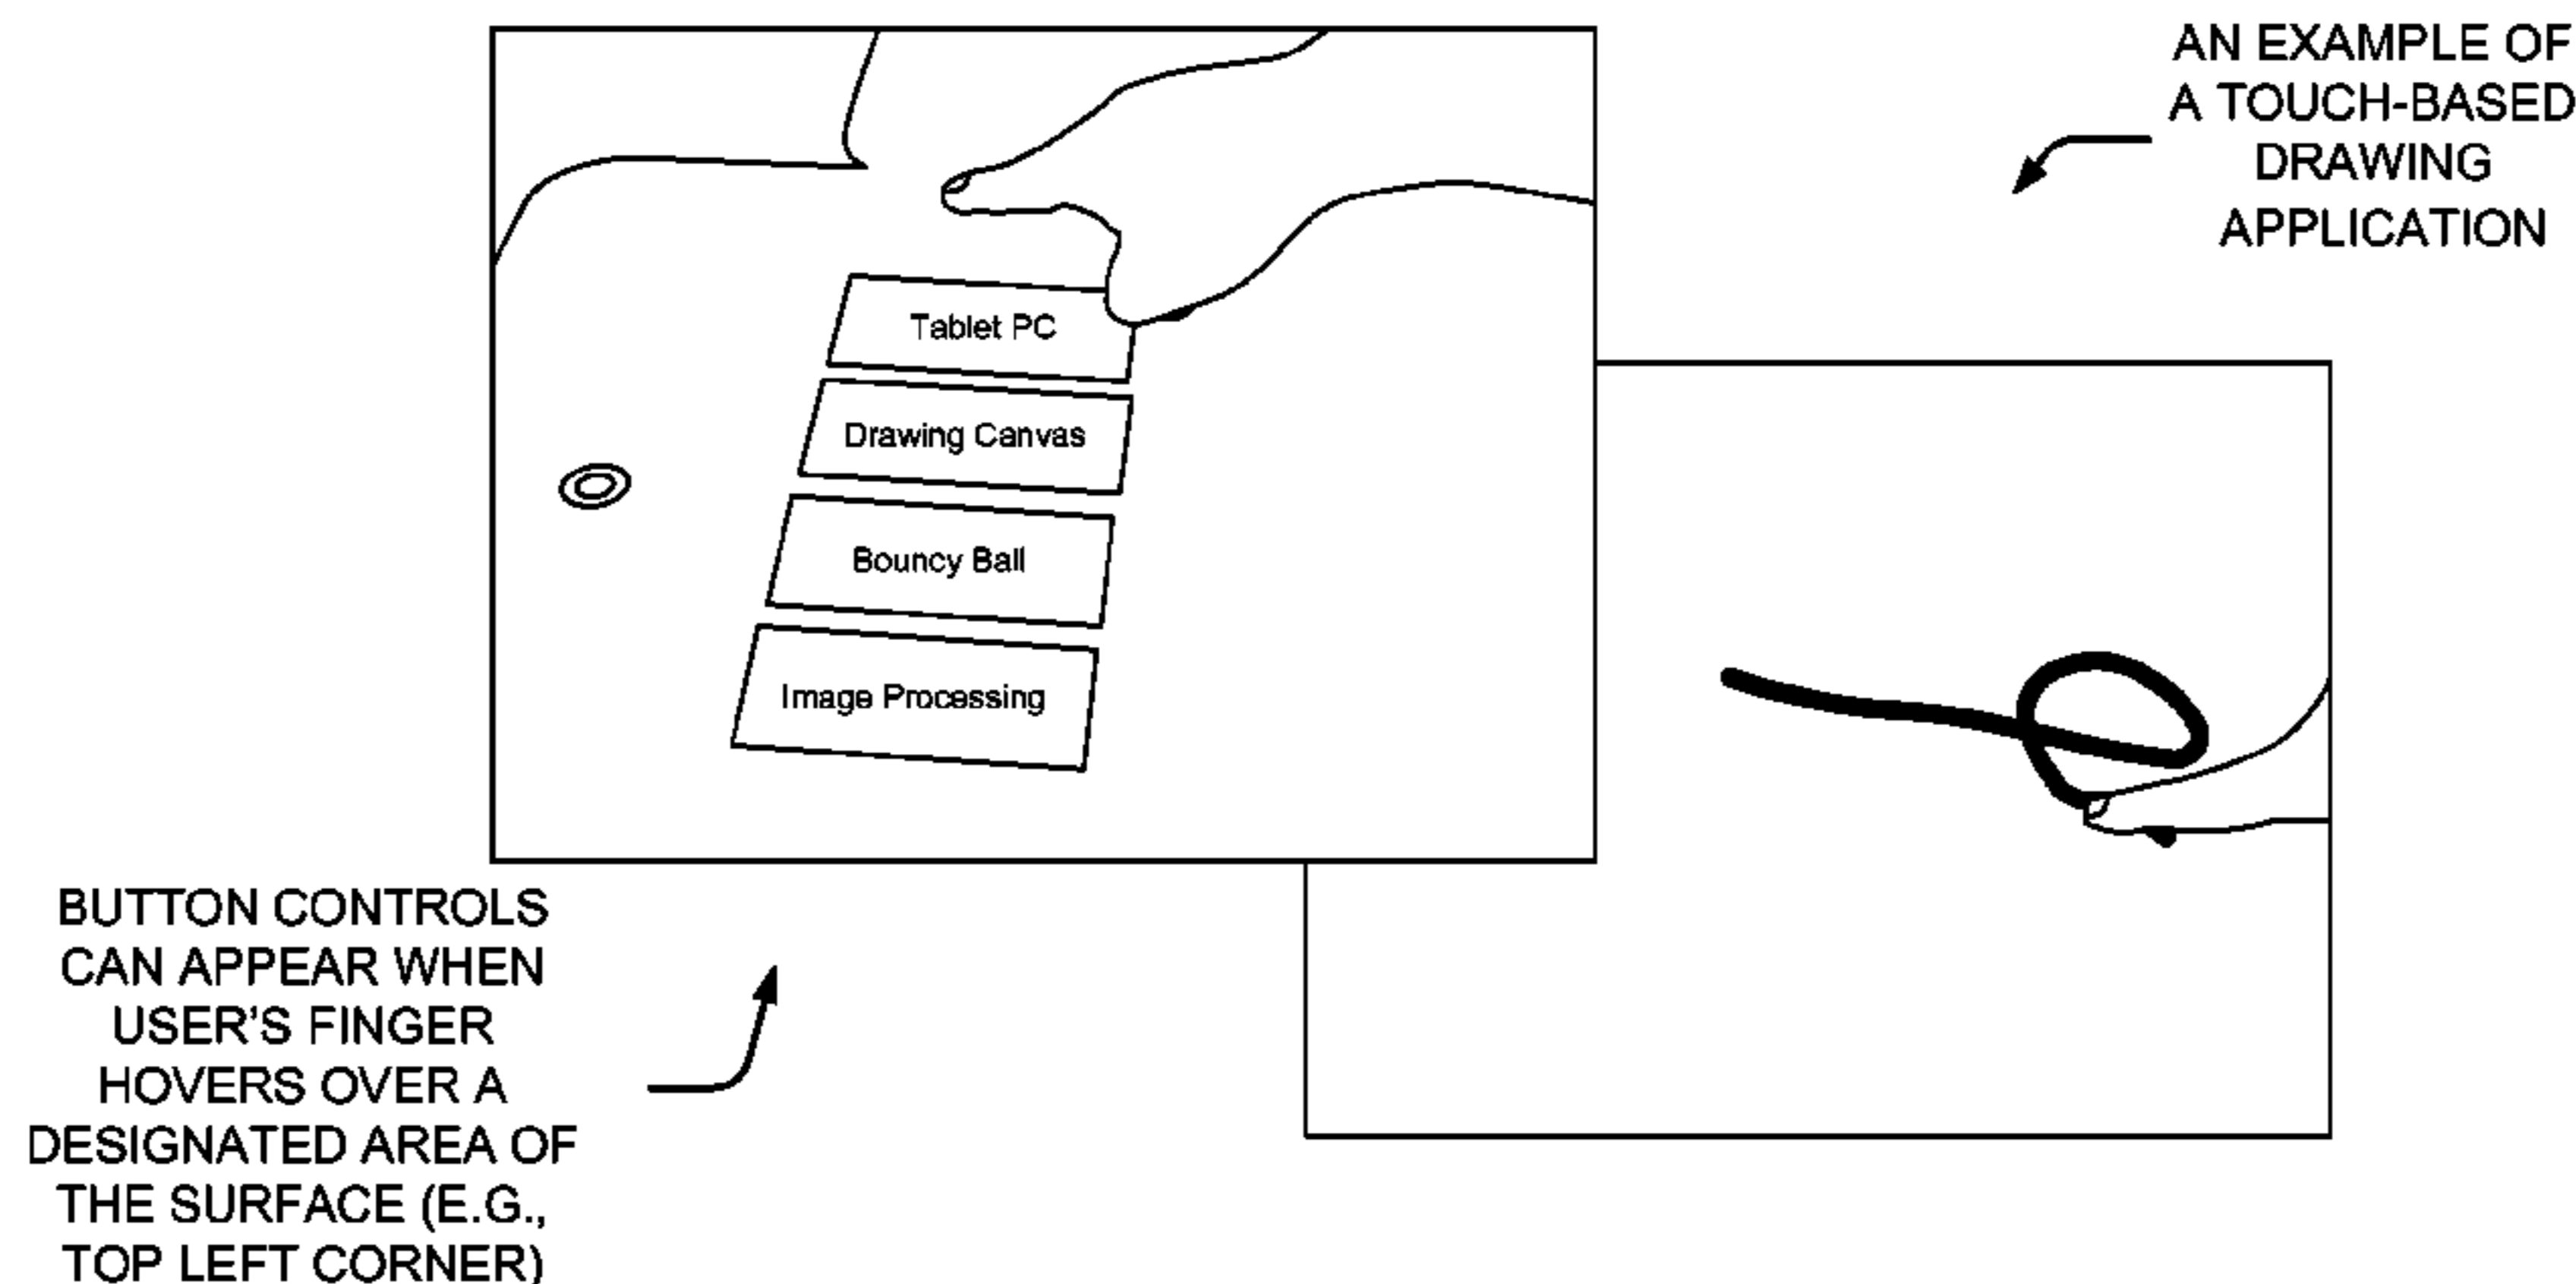 AN EXAMPLE OF
A TOUCH-BASED
DRAWING
APPLICATION
Tablet PC
Drawing Canvas
Bouncy Ball
Image Processing
BUTTON CONTROLS
CAN APPEAR WHEN
USER'S FINGER
HOVERS OVER A
DESIGNATED AREA OF
THE SURFACE (E.G.,
TOP LEFT CORNER)